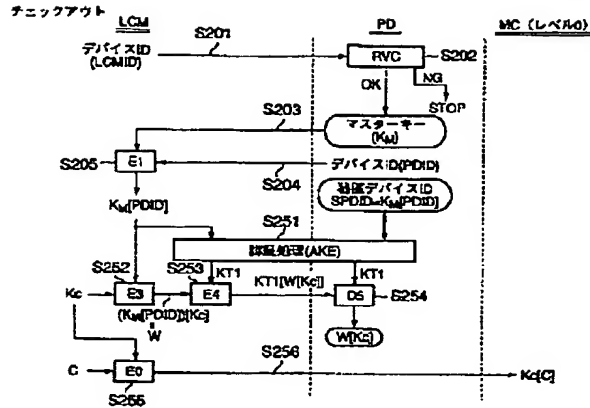 チェックアウト
LCM
PD
MC (レベル0)
デバイスID
(LCMID)
S201
RVC
S202
OK
NG
STOP
S203
マスターキー
(KM)
S205
E1
デバイスID(PDID)
S204
KM[PDID]
秘匿デバイスID
SPDID=KM[PDID]
S251
認証処理(AKE)
S252
S253
KT1
KT1
Kc
E3
E4
KT1[W[Kc]]
D5
S254
(KM[PDID])[Kc]
=
W
W[Kc]
S256
C
E0
Kc[C]
S255